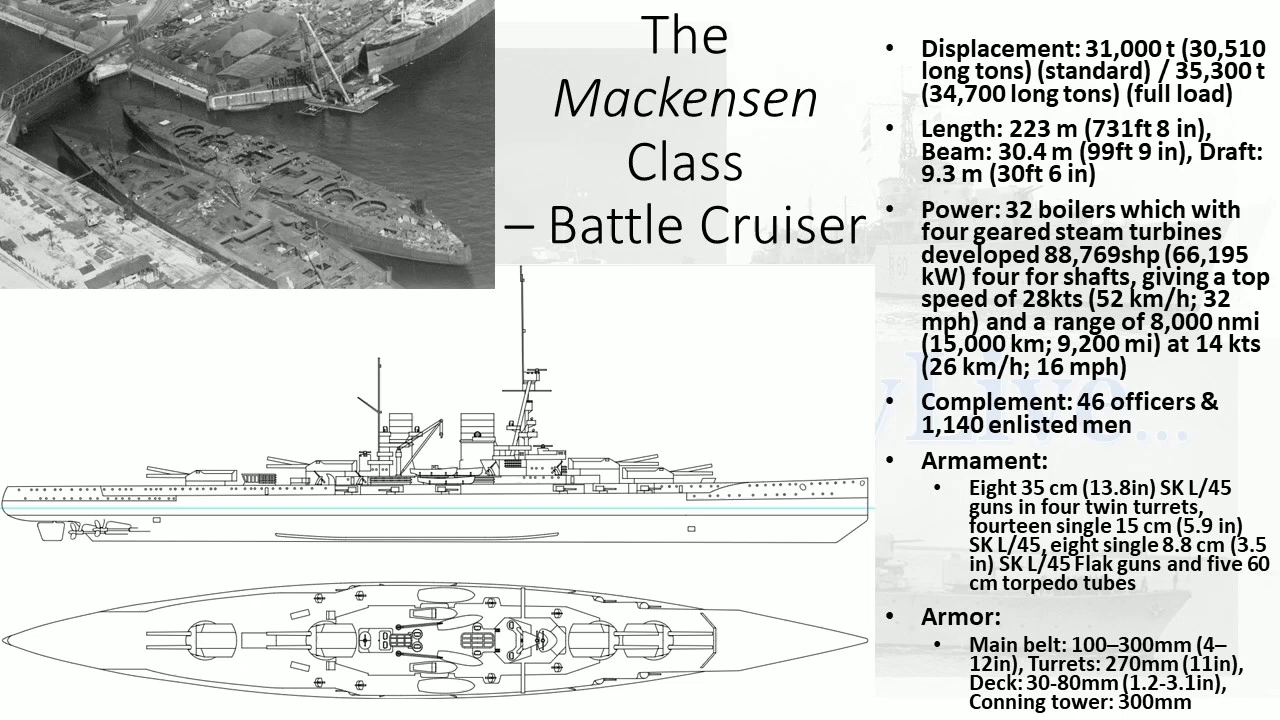 The
Mackensen
Class
– Battle Cruiser
• Displacement: 31,000 t (30,510
long tons) (standard) / 35,300 t
(34,700 long tons) (full load)
• Length: 223 m (731ft 8 in),
Beam: 30.4 m (99ft 9 in), Draft:
9.3 m (30ft 6 in)
• Power: 32 boilers which with
four geared steam turbines
developed 88,769shp (66,195
kW) four for shafts, giving a top
speed of 28kts (52 km/h; 32
mph) and a range of 8,000 nmi
(15,000 km; 9,200 mi) at 14 kts
(26 km/h; 16 mph)
• Complement: 46 officers &
1,140 enlisted men
• Armament:
• Eight 35 cm (13.8in) SK L/45
guns in four twin turrets,
fourteen single 15 cm (5.9 in)
SK L/45, eight single 8.8 cm (3.5
in) SK L/45 Flak guns and five 60
cm torpedo tubes
• Armor:
• Main belt: 100–300mm (4–
12in), Turrets: 270mm (11in),
Deck: 30-80mm (1.2-3.1in),
Conning tower: 300mm